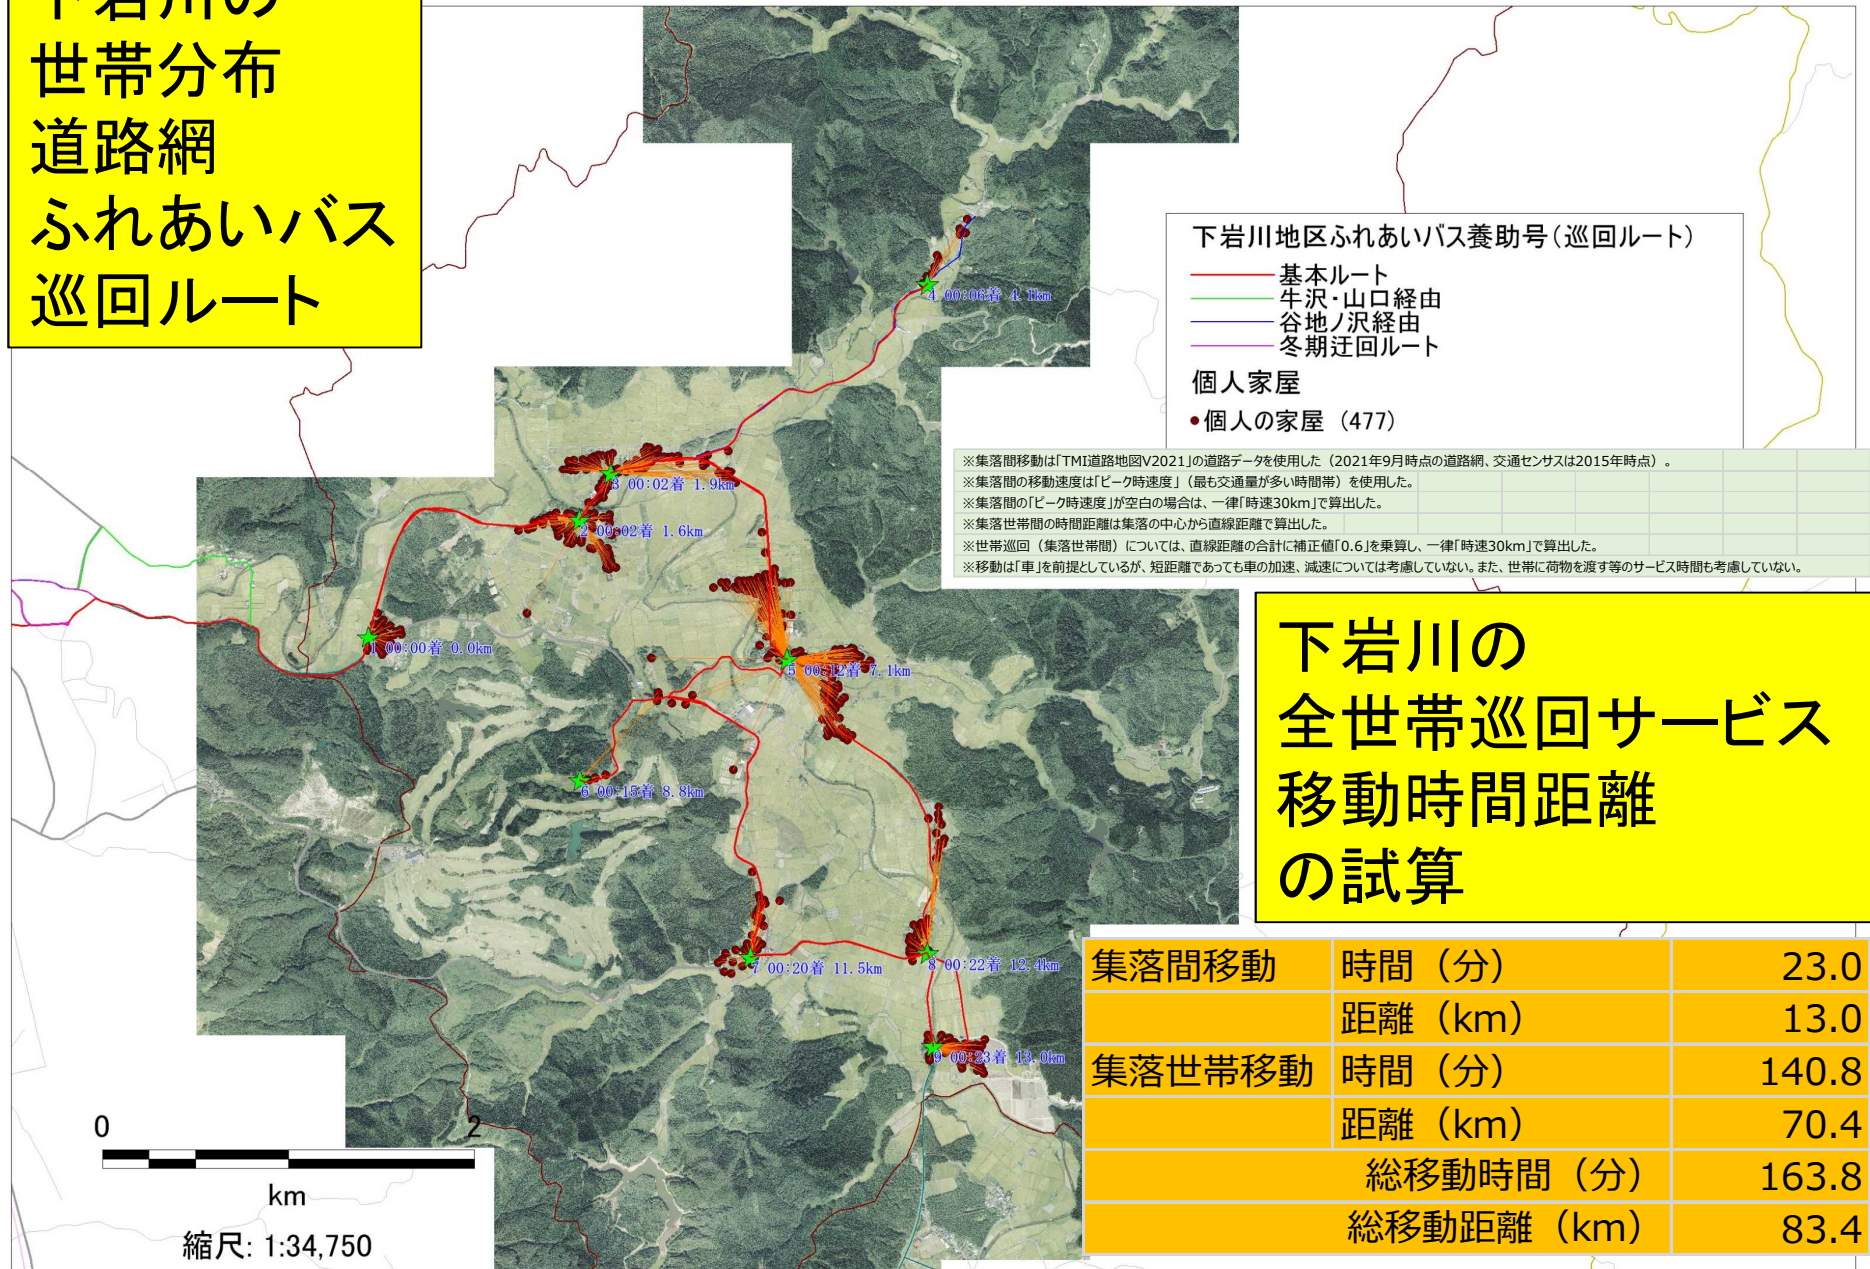 下岩川の
世帯分布
道路網
ふれあいバス
巡回ルート
下岩川地区ふれあいバス養助号(巡回ルート)
基本ルート
牛沢・山口経由
谷地ノ沢経由
冬期迂回ルート
個人家屋
•個人の家屋 (477)
※集落間移動は「TMI道路地図V2021」の道路データを使用した(2021年9月時点の道路網、交通センサスは2015年時点)。
※集落間の移動速度は「ピーク時速度」(最も交通量が多い時間帯)を使用した。
※集落間の「ピーク時速度」が空白の場合は、一律「時速30km」で算出した。
※集落世帯間の時間距離は集落の中心から直線距離で算出した。
※世帯巡回(集落世帯間)については、直線距離の合計に補正値「0.6」を乗算し、一律「時速30km」で算出した。
※移動は「車」を前提としているが、短距離であっても車の加速、減速については考慮していない。また、世帯に荷物を渡す等のサービス時間も考慮していない。
4 00:06着 4.1km
3 00:02着 1.9km
2 00:02着 1.6km
1 00:00着 0.0km
5 00:12着 7.1km
6 00:15着 8.8km
7 00:20着 11.5km
8 00:22着 12.4km
9 00:23着 13.0km
下岩川の
全世帯巡回サービス
移動時間距離
の試算
集落間移動 時間(分) 23.0
距離(km) 13.0
集落世帯移動 時間(分) 140.8
距離(km) 70.4
総移動時間(分) 163.8
総移動距離(km) 83.4
0 2
km
縮尺: 1:34,750